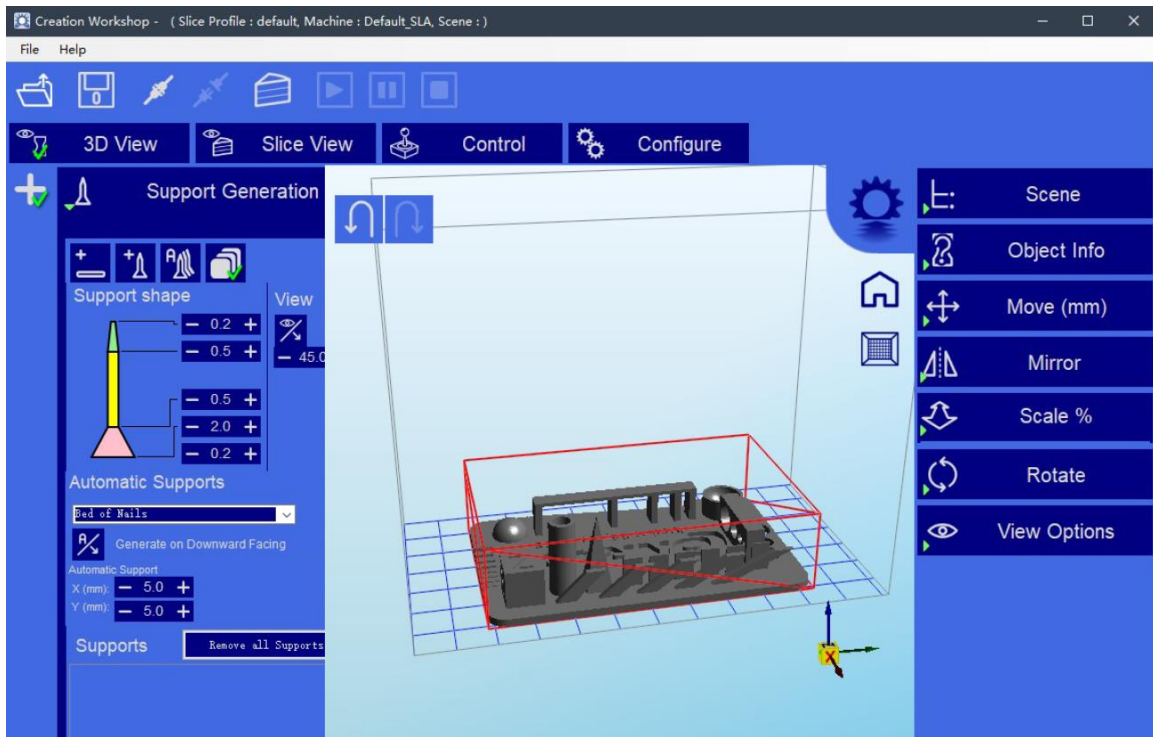 Creation Workshop - ( Slice Profile : default, Machine : Default_SLA, Scene : )
File Help
3D View Slice View Control Configure
Support Generation
Support shape
View
0.2
0.5
45.0
0.5
2.0
0.2
Automatic Supports
Bed of Nails
Generate on Downward Facing
Automatic Support
X (mm): 5.0
Y (mm): 5.0
Supports
Remove all Supports
Scene
Object Info
Move (mm)
Mirror
Scale %
Rotate
View Options
X